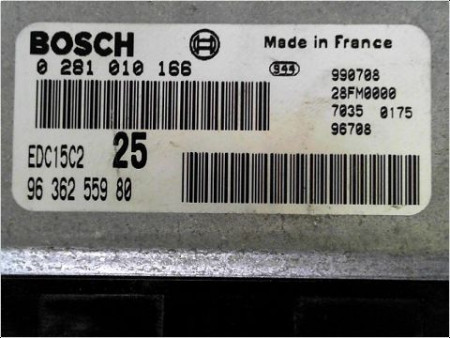 BOSCH
Made in France
0 281 010 166
S44
990708
28FM0000
7035 0175
96708
EDC15C2 25
96 362 559 80